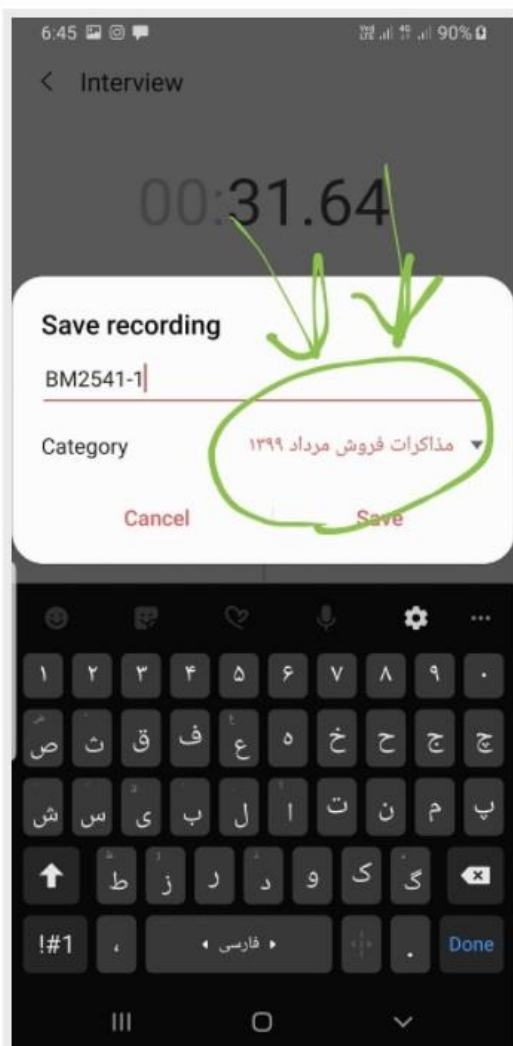 6:45 90%
Interview
00:31.64
Save recording
BM2541-1
Category مذاکرات فروش مرداد ۱۳۹۹
Cancel Save
۱ ۲ ۳ ۴ ۵ ۶ ۷ ۸ ۹ ۰
ص ث ق ف ع ه خ ح ج چ
ش س ی ب ل ا ت ن م پ
ط ز ر د و ک گ
!#1 ، فارسی . Done